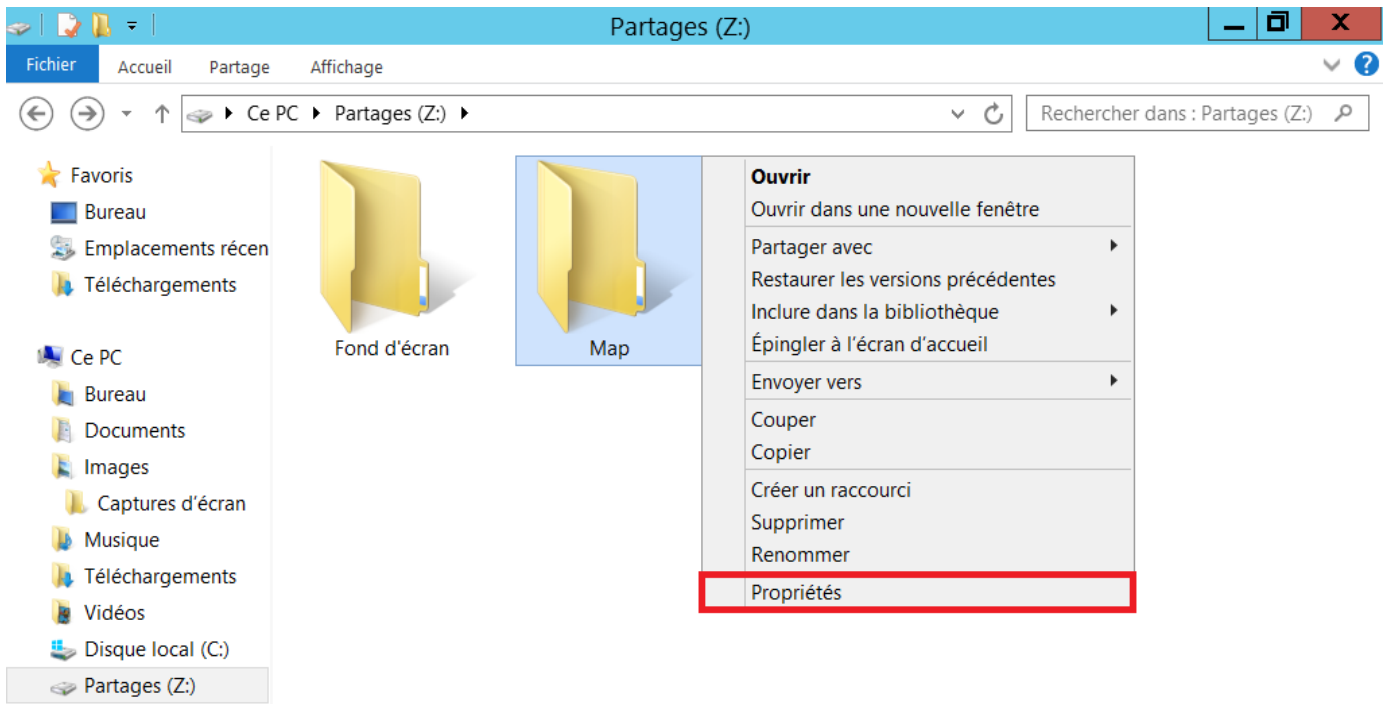 Partages (Z:)
Fichier Accueil Partage Affichage
Ce PC Partages (Z:) Rechercher dans : Partages (Z:)
Favoris
Bureau
Emplacements récen
Téléchargements
Ce PC
Bureau
Documents
Images
Captures d'écran
Musique
Téléchargements
Vidéos
Disque local (C:)
Partages (Z:)
Fond d'écran
Map
Ouvrir
Ouvrir dans une nouvelle fenêtre
Partager avec
Restaurer les versions précédentes
Inclure dans la bibliothèque
Épingler à l'écran d'accueil
Envoyer vers
Couper
Copier
Créer un raccourci
Supprimer
Renommer
Propriétés